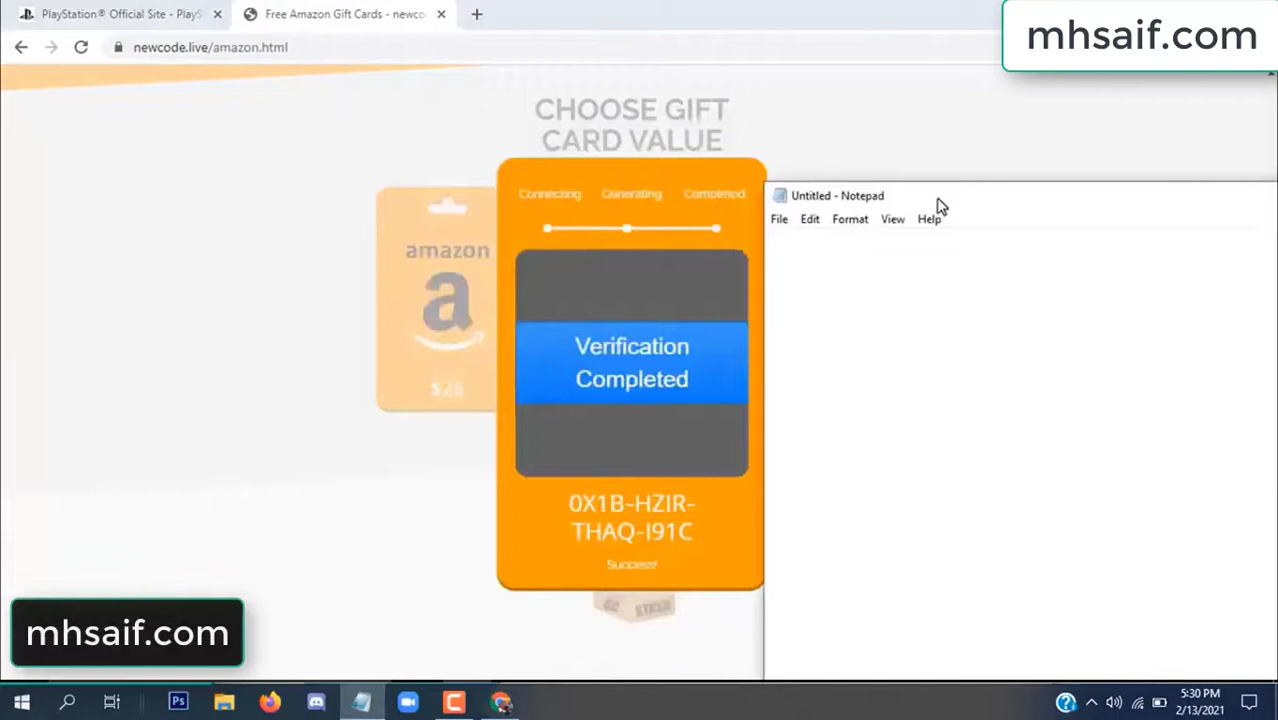 PlayStation® Official Site - PlayS
Free Amazon Gift Cards - newco
mhsaif.com
newcode.live/amazon.html
CHOOSE GIFT
CARD VALUE
Connecting Generating Completed
Untitled - Notepad
File Edit Format View Help
amazon
a
$25
Verification
Completed
0X1B-HZIR-
THAQ-I91C
Success!
mhsaif.com
Ps
5:30 PM
2/13/2021